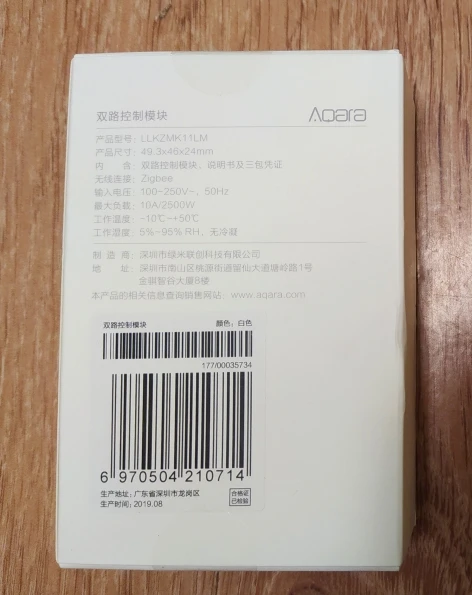 双路控制模块 Aqara
产品型号: LLKZMK11LM
产品尺寸: 49.3x46x24mm
内 含: 双路控制模块、说明书及三包凭证
无线连接: Zigbee
输入电压: 100-250V~, 50Hz
最大负载: 10A/2500W
工作温度: -10℃~+50℃
工作湿度: 5%~95% RH, 无冷凝
制 造 商: 深圳市绿米联创科技有限公司
地 址: 深圳市南山区桃源街道留仙大道塘岭路1号
金骐智谷大厦8楼
本产品的相关信息查询销售网站: www.aqara.com
双路控制模块 颜色: 白色
177/00035734
6 970504 210714
生产地址: 广东省深圳市龙岗区
生产时间: 2019.08
合格证
已检验